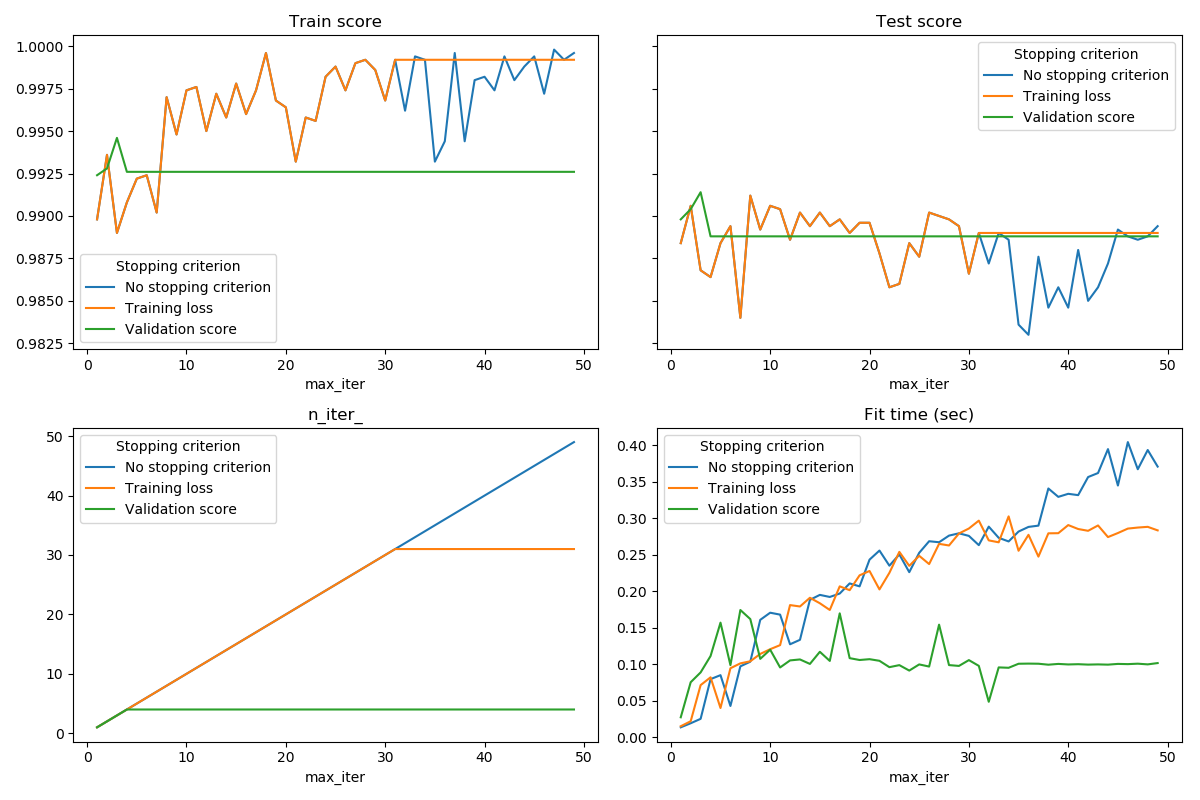 Train score
1.0000
0.9975
0.9950
0.9925
0.9900
0.9875
0.9850
0.9825
Stopping criterion
No stopping criterion
Training loss
Validation score
0 10 20 30 40 50
max_iter
Test score
Stopping criterion
No stopping criterion
Training loss
Validation score
0 10 20 30 40 50
max_iter
n_iter_
50
40
30
20
10
0
Stopping criterion
No stopping criterion
Training loss
Validation score
0 10 20 30 40 50
max_iter
Fit time (sec)
0.40
0.35
0.30
0.25
0.20
0.15
0.10
0.05
0.00
Stopping criterion
No stopping criterion
Training loss
Validation score
0 10 20 30 40 50
max_iter